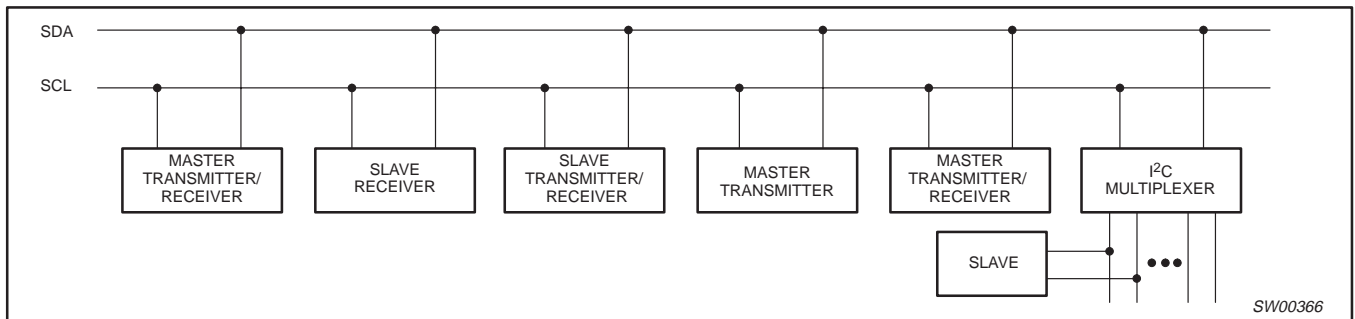 SDA
SCL
MASTER
TRANSMITTER/
RECEIVER
SLAVE
RECEIVER
SLAVE
TRANSMITTER/
RECEIVER
MASTER
TRANSMITTER
MASTER
TRANSMITTER/
RECEIVER
I²C
MULTIPLEXER
SLAVE
SW00366